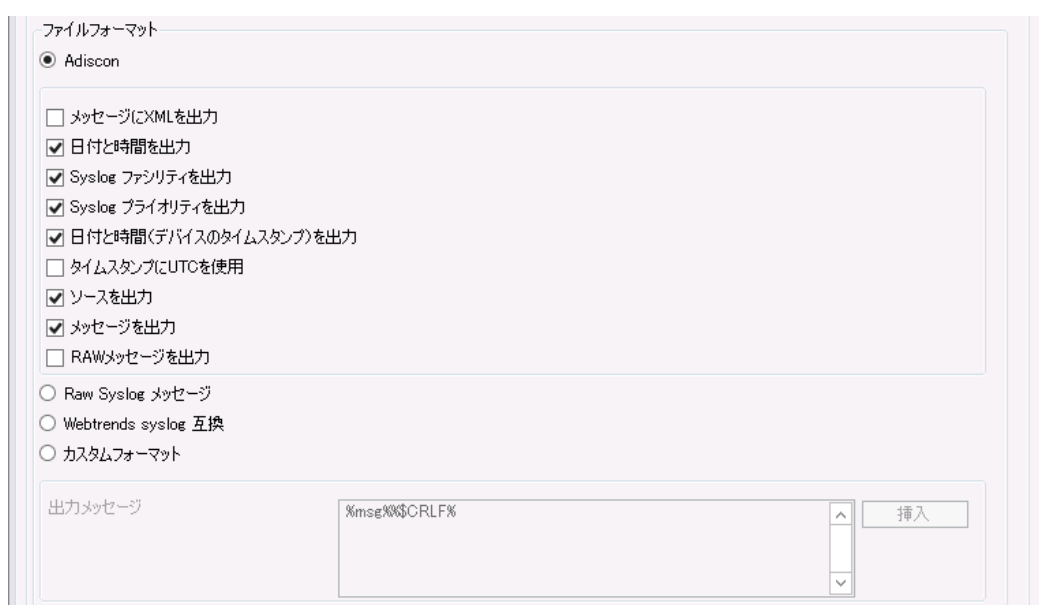 ファイルフォーマット
Adiscon
メッセージにXMLを出力
日付と時間を出力
Syslog ファシリティを出力
Syslog プライオリティを出力
日付と時間(デバイスのタイムスタンプ)を出力
タイムスタンプにUTCを使用
ソースを出力
メッセージを出力
RAWメッセージを出力
Raw Syslog メッセージ
Webtrends syslog 互換
カスタムフォーマット
出力メッセージ
%msg%%$CRLF%
挿入